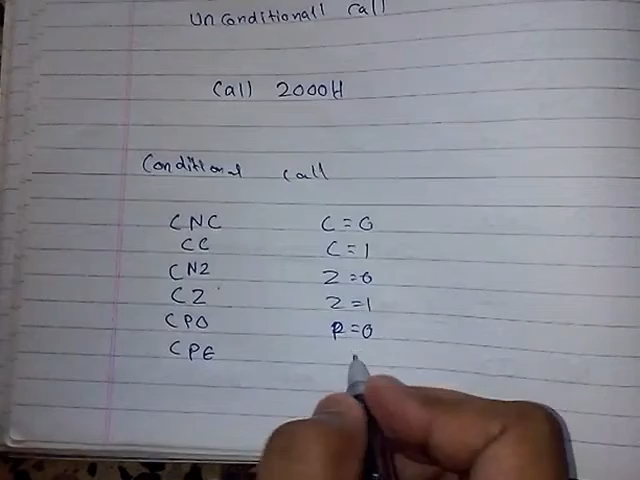 Unconditionall call
Call 2000H
Conditional call
CNC C=0
CC C=1
CNZ Z=0
CZ Z=1
CPO P=0
CPE